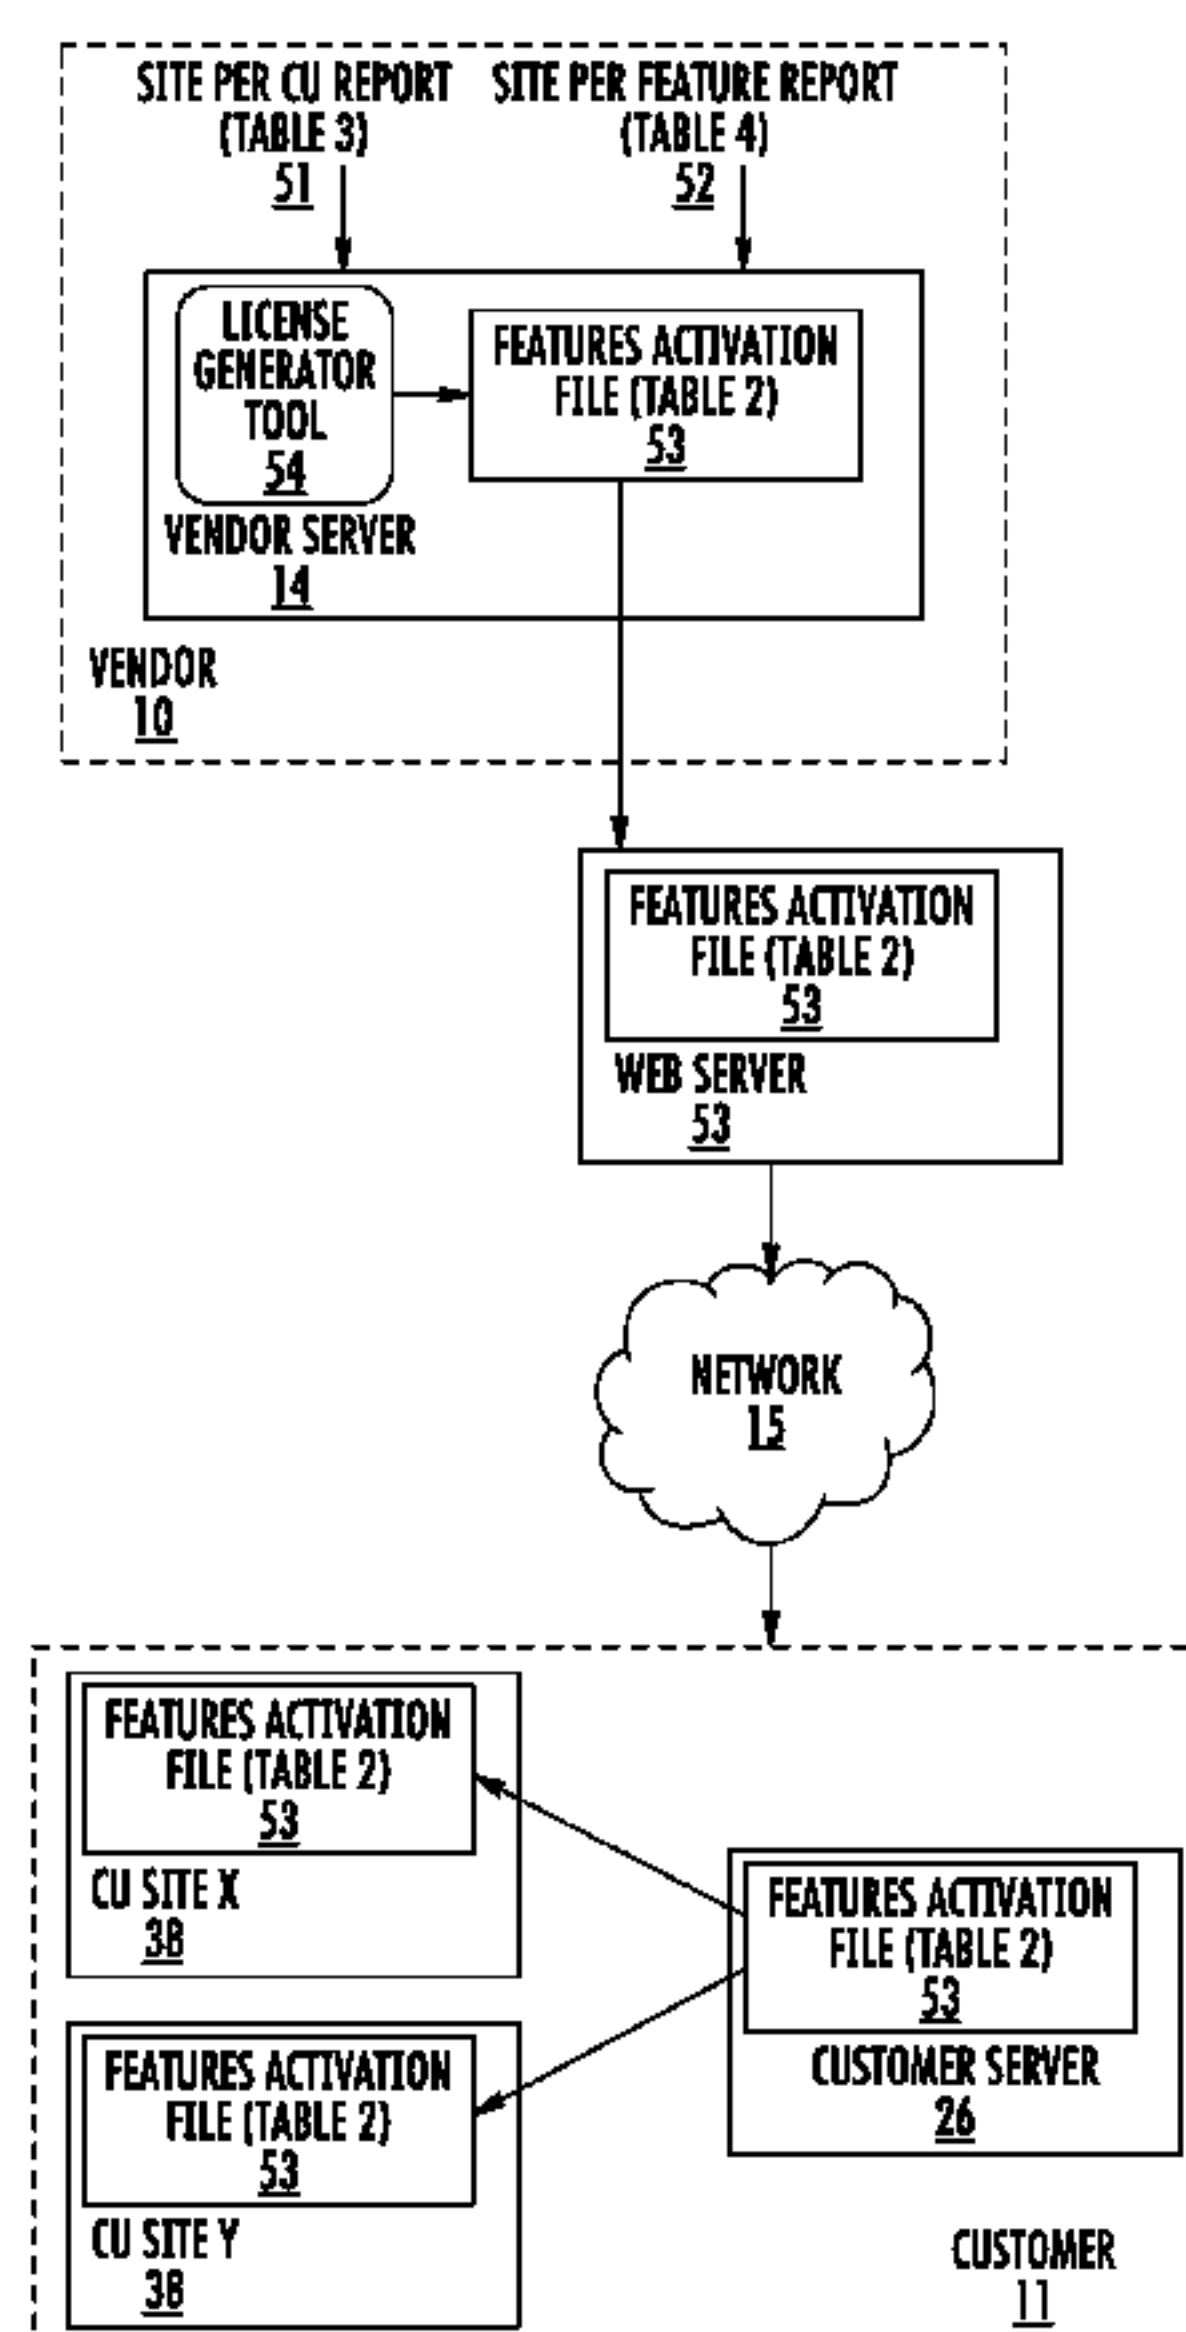 SITE PER CU REPORT
(TABLE 3)
51
SITE PER FEATURE REPORT
(TABLE 4)
52
LICENSE
GENERATOR
TOOL
54
FEATURES ACTIVATION
FILE (TABLE 2)
53
VENDOR SERVER
14
VENDOR
10
FEATURES ACTIVATION
FILE (TABLE 2)
53
WEB SERVER
53
NETWORK
15
FEATURES ACTIVATION
FILE (TABLE 2)
53
CU SITE X
38
FEATURES ACTIVATION
FILE (TABLE 2)
53
CUSTOMER SERVER
26
FEATURES ACTIVATION
FILE (TABLE 2)
53
CU SITE Y
38
CUSTOMER
11